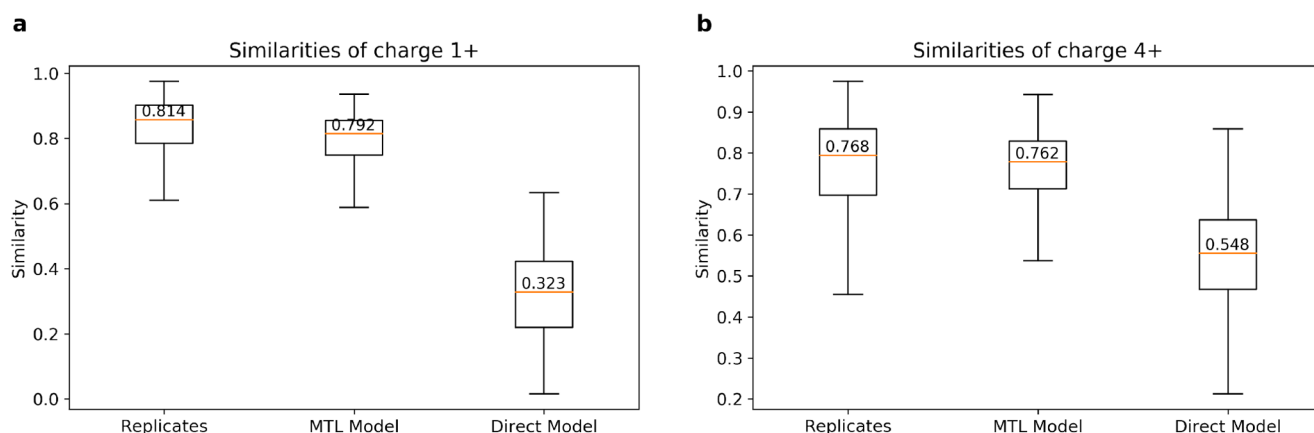 a
Similarities of charge 1+
Similarity
1.0
0.8
0.6
0.4
0.2
0.0
0.814
0.792
0.323
Replicates
MTL Model
Direct Model
b
Similarities of charge 4+
Similarity
1.0
0.9
0.8
0.7
0.6
0.5
0.4
0.3
0.2
0.768
0.762
0.548
Replicates
MTL Model
Direct Model